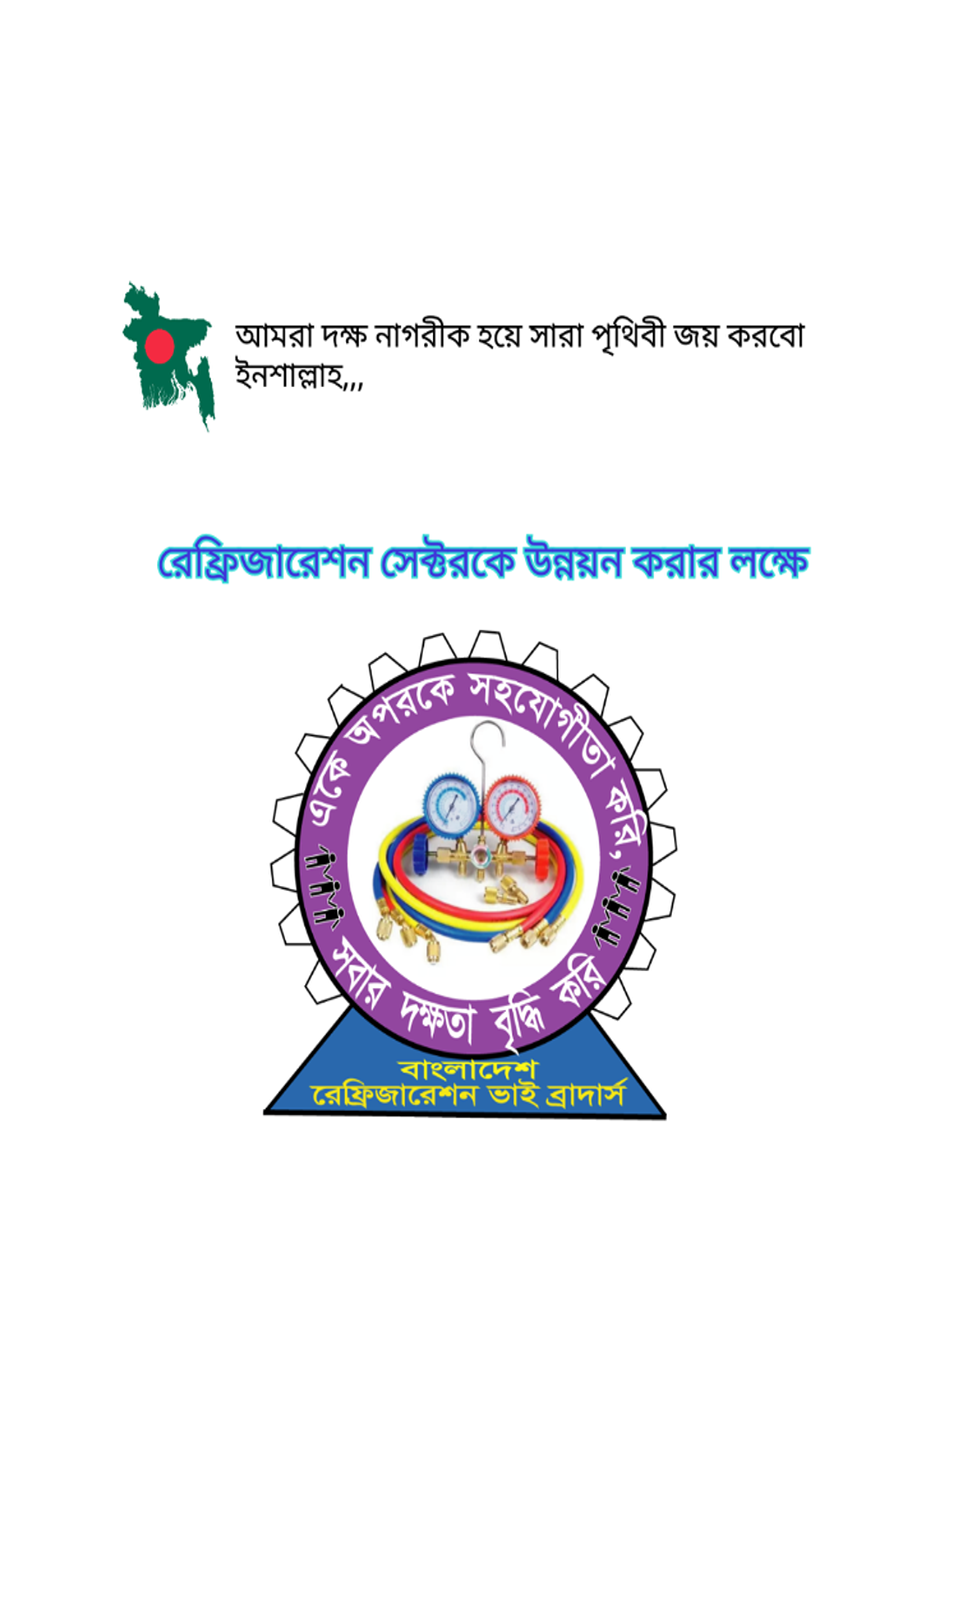 আমরা দক্ষ নাগরীক হয়ে সারা পৃথিবী জয় করবো
ইনশাল্লাহ,,,
রেফ্রিজারেশন সেক্টরকে উন্নয়ন করার লক্ষে
একে অপরকে সহযোগীতা করি,
সবার দক্ষতা বৃদ্ধি করি
বাংলাদেশ
রেফ্রিজারেশন ভাই ব্রাদার্স